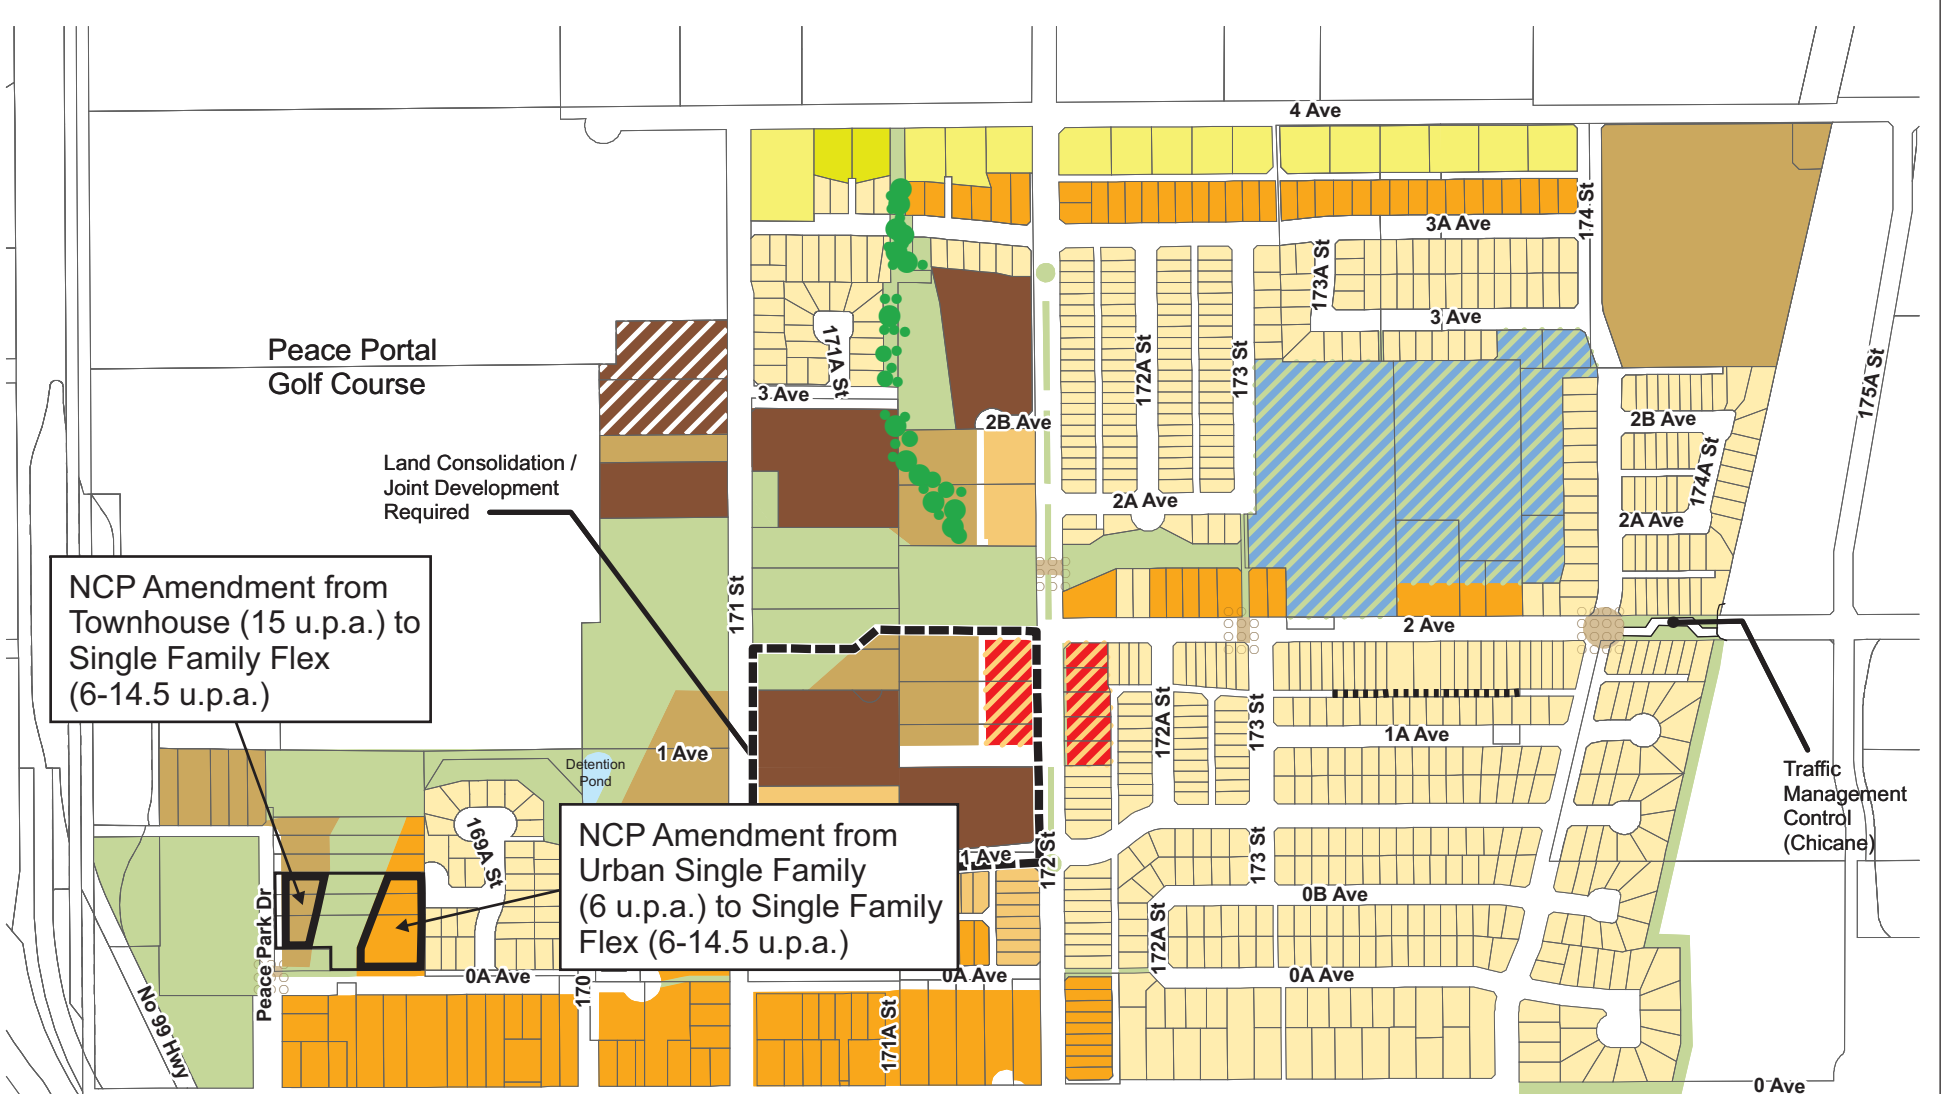 4 Ave
174 St
3A Ave
173A St
3 Ave
171A St
Peace Portal
Golf Course
172A St
173 St
175A St
3 Ave
2B Ave
2B Ave
174A St
Land Consolidation /
Joint Development
Required
2A Ave
2A Ave
NCP Amendment from
Townhouse (15 u.p.a.) to
Single Family Flex
(6-14.5 u.p.a.)
171 St
2 Ave
172A St
173 St
1A Ave
1 Ave
Detention
Pond
Traffic
Management
Control
(Chicane)
169A St
NCP Amendment from
Urban Single Family
(6 u.p.a.) to Single Family
Flex (6-14.5 u.p.a.)
1 Ave
172 St
173 St
0B Ave
Peace Park Dr
172A St
0A Ave
0A Ave
0A Ave
170
No 99 Hwy
171A St
0 Ave